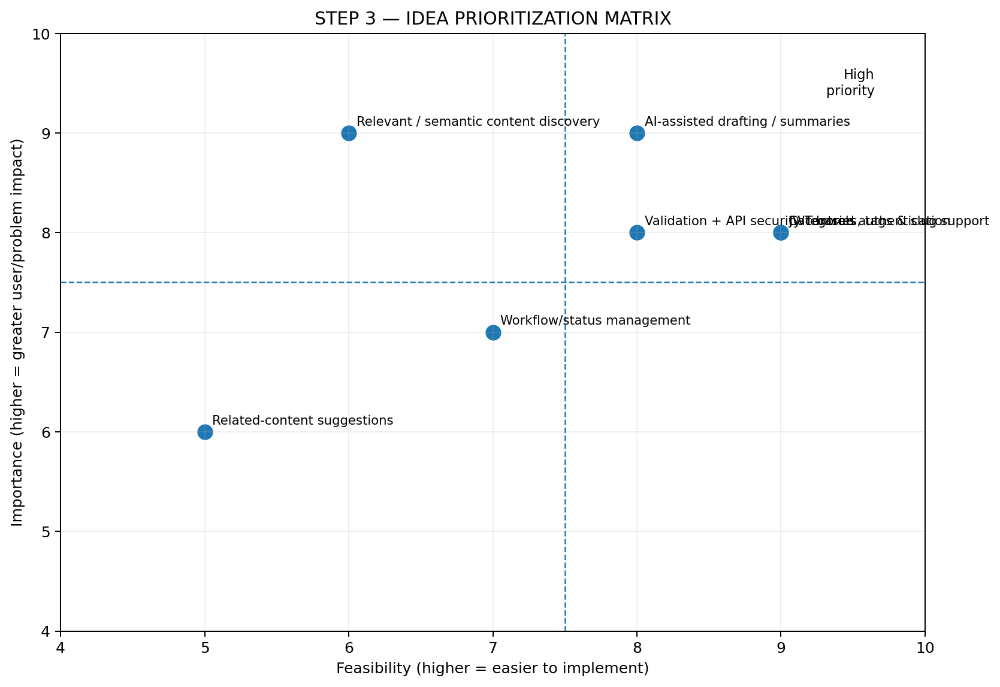 STEP 3 — IDEA PRIORITIZATION MATRIX
10
High
priority
Relevant / semantic content discovery
AI-assisted drafting / summaries
9
Validation + API security
support
8
Workflow/status management
7
Related-content suggestions
6
5
4
4
5
6
7
8
9
10
Importance (higher = greater user/problem impact)
Feasibility (higher = easier to implement)